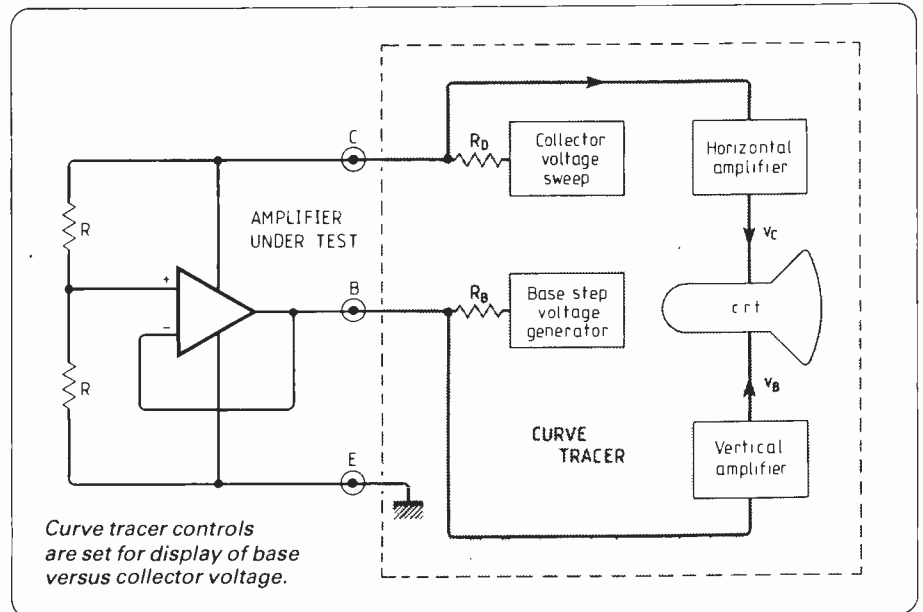 C
R_D
Collector
voltage
sweep
Horizontal
amplifier
R
AMPLIFIER
UNDER TEST
v_C
+
−
B
R_B
Base step
voltage
generator
crt
R
v_B
E
CURVE
TRACER
Vertical
amplifier
Curve tracer controls
are set for display of base
versus collector voltage.